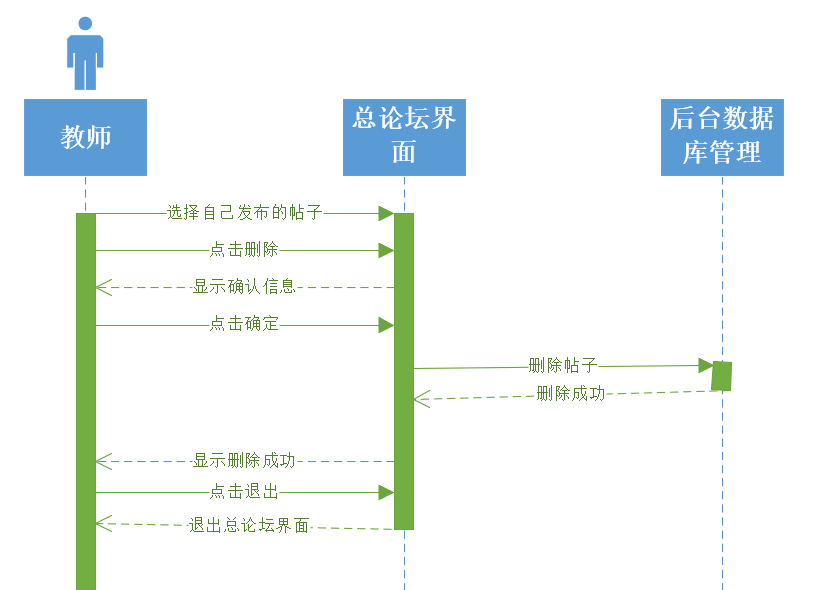 教师
总论坛界
面
后台数据
库管理
选择自己发布的帖子
点击删除
显示确认信息
点击确定
删除帖子
删除成功
显示删除成功
点击退出
退出总论坛界面